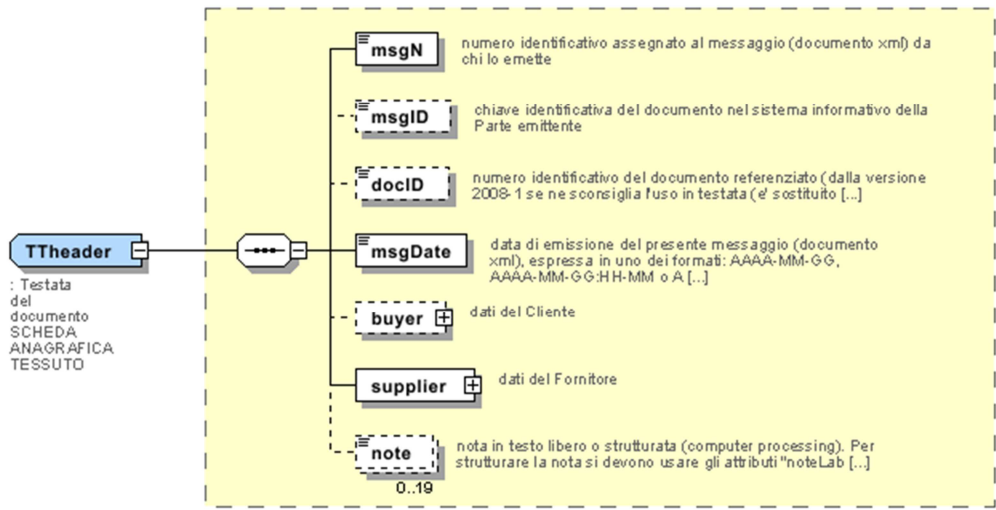 msgN
numero identificativo assegnato al messaggio (documento xml) da
chi lo emette
msgID
chiave identificativa del documento nel sistema informativo della
Parte emittente
docID
numero identificativo del documento referenziato (dalla versione
2008-1 se ne sconsiglia l'uso in testata (e' sostituito [...]
TTheader
: Testata
del
documento
SCHEDA
ANAGRAFICA
TESSUTO
msgDate
data di emissione del presente messaggio (documento
xml), espressa in uno dei formati: AAAA-MM-GG,
AAAA-MM-GG:HH-MM o A [...]
buyer
dati del Cliente
supplier
dati del Fornitore
note
nota in testo libero o strutturata (computer processing). Per
strutturare la nota si devono usare gli attributi "noteLab [...]
0..19